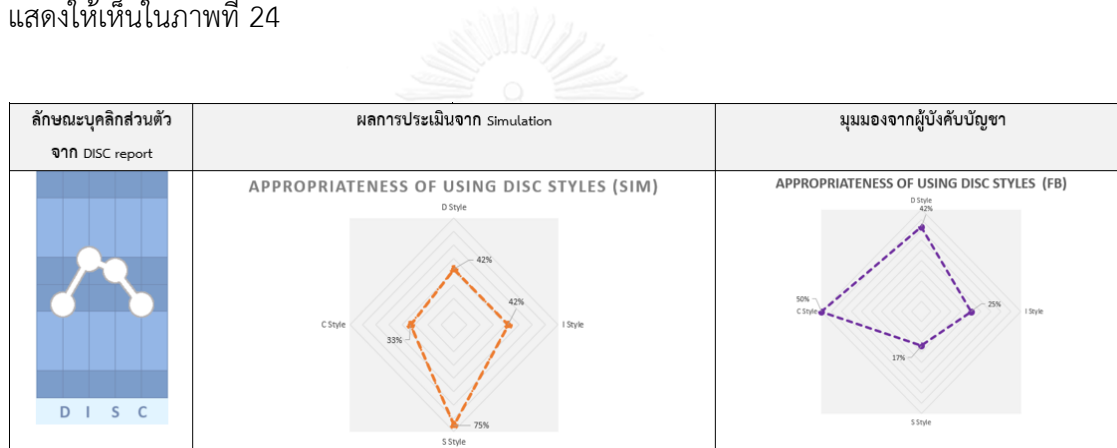 แสดงให้เห็นในภาพที่ 24
ลักษณะบุคลิกส่วนตัว
จาก DISC report
ผลการประเมินจาก Simulation
มุมมองจากผู้บังคับบัญชา
D I S C
APPROPRIATENESS OF USING DISC STYLES (SIM)
D Style
42%
42%
I Style
C Style
33%
75%
S Style
APPROPRIATENESS OF USING DISC STYLES (FB)
D Style
42%
50%
C Style
25%
I Style
17%
S Style